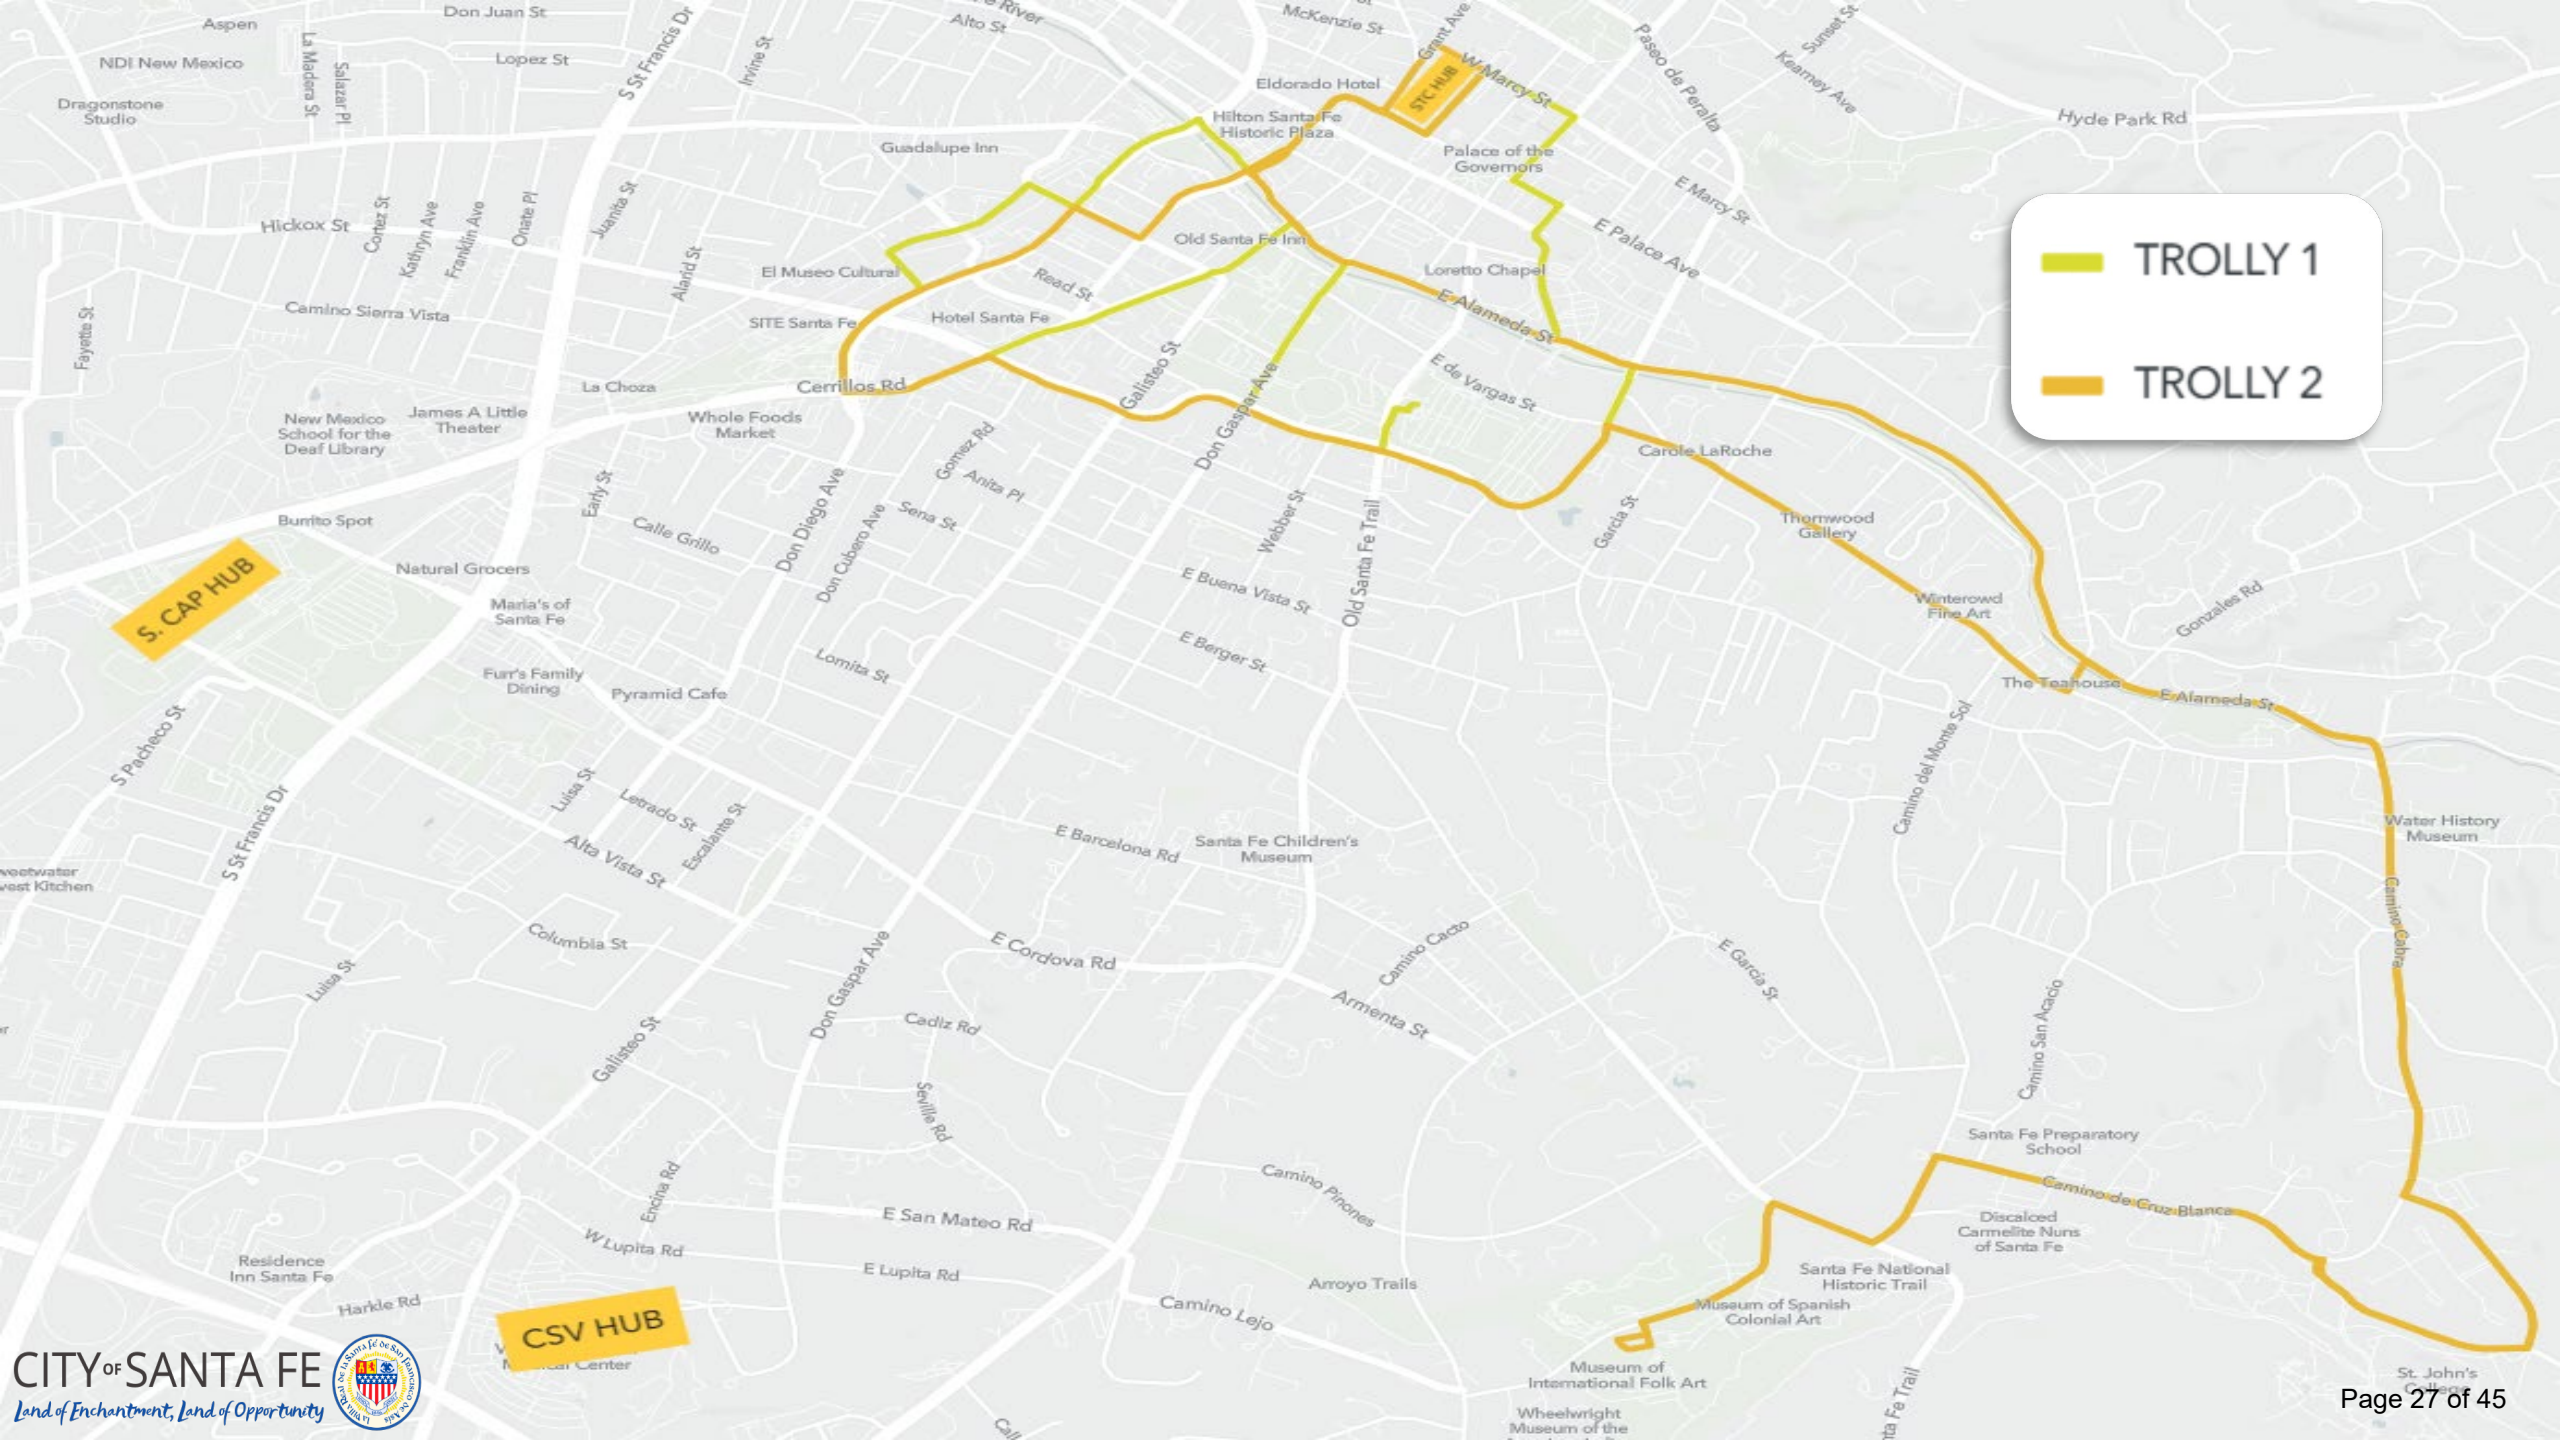 Aspen
Don Juan St
S St Francis Dr
River
Alto St
McKenzie St
Grant Ave
Paseo de Peralta
Sunset St
NDI New Mexico
La Madera St
Salazar Pl
Lopez St
Irvine St
Eldorado Hotel
STC HUB
W Marcy St
Kearney Ave
Dragonstone
Studio
Hilton Santa Fe
Historic Plaza
Hyde Park Rd
Guadalupe Inn
Palace of the
Governors
E Marcy St
Hickox St
Cortez St
Kathryn Ave
Franklin Ave
Onate Pl
Juanita St
Alarid St
Old Santa Fe Inn
E Palace Ave
TROLLY 1
El Museo Cultural
Read St
Loretto Chapel
Fayette St
Camino Sierra Vista
SITE Santa Fe
Hotel Santa Fe
E Alameda St
TROLLY 2
La Choza
Cerrillos Rd
Galisteo St
Don Gaspar Ave
E de Vargas St
New Mexico
School for the
Deaf Library
James A Little
Theater
Whole Foods
Market
Gomez Rd
Carole LaRoche
Early St
Anita Pl
Burrito Spot
Calle Grillo
Don Diego Ave
Don Cubero Ave
Sena St
Webber St
Old Santa Fe Trail
Garcia St
Thornwood
Gallery
S. CAP HUB
Natural Grocers
E Buena Vista St
Maria's of
Santa Fe
Winterowd
Fine Art
Gonzales Rd
E Berger St
Lomita St
Furr's Family
Dining
Pyramid Cafe
The Teahouse
E Alameda St
S Pacheco St
Camino del Monte Sol
S St Francis Dr
Luisa St
Letrado St
Escalante St
Alta Vista St
E Barcelona Rd
Santa Fe Children's
Museum
Water History
Museum
Camino Cabra
Columbia St
Luisa St
Don Gaspar Ave
E Cordova Rd
Camino Cacto
E Garcia St
Armenta St
Camino San Acacio
Galisteo St
Cadiz Rd
Seville Rd
Santa Fe Preparatory
School
Encina Rd
Camino Pinones
Camino de Cruz Blanca
E San Mateo Rd
W Lupita Rd
Discalced
Carmelite Nuns
of Santa Fe
Residence
Inn Santa Fe
E Lupita Rd
Arroyo Trails
Santa Fe National
Historic Trail
Harkle Rd
CSV HUB
Camino Lejo
Museum of Spanish
Colonial Art
Center
Museum of
International Folk Art
St. John's
College
Wheelwright
Museum of the
Fe Trail
CITY OF SANTA FE
Land of Enchantment, Land of Opportunity
Page 27 of 45